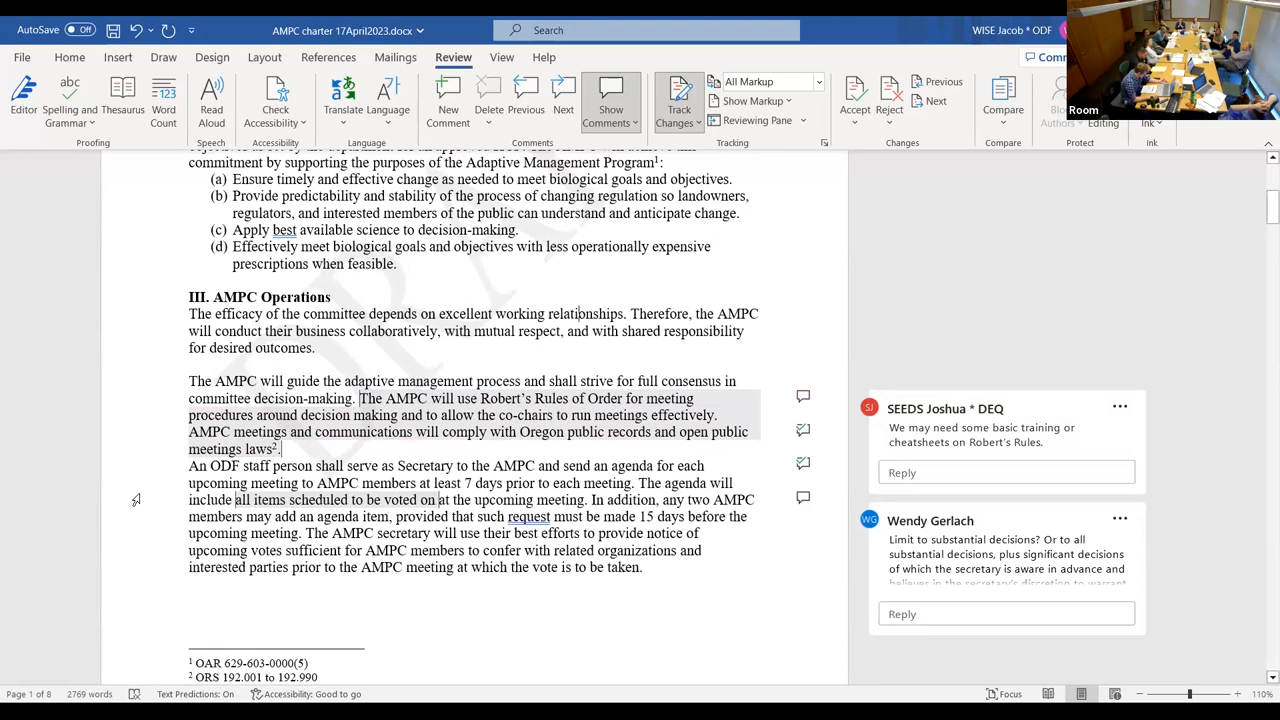 AutoSave Off
AMPC charter 17April2023.docx
Search
WISE Jacob * ODF
File Home Insert Draw Design Layout References Mailings Review View Help
Editor
Spelling and Grammar
Thesaurus
Word Count
Proofing
Read Aloud
Speech
Check Accessibility
Accessibility
Translate
Language
Language
New Comment
Delete
Previous
Next
Show Comments
Comments
Track Changes
All Markup
Show Markup
Reviewing Pane
Tracking
Accept
Reject
Previous
Next
Changes
Compare
Compare
Editing
Protect
Ink
Ink
Room
commitment by supporting the purposes of the Adaptive Management Program1:
(a) Ensure timely and effective change as needed to meet biological goals and objectives.
(b) Provide predictability and stability of the process of changing regulation so landowners,
regulators, and interested members of the public can understand and anticipate change.
(c) Apply best available science to decision-making.
(d) Effectively meet biological goals and objectives with less operationally expensive
prescriptions when feasible.
III. AMPC Operations
The efficacy of the committee depends on excellent working relationships. Therefore, the AMPC
will conduct their business collaboratively, with mutual respect, and with shared responsibility
for desired outcomes.
The AMPC will guide the adaptive management process and shall strive for full consensus in
committee decision-making. The AMPC will use Robert's Rules of Order for meeting
procedures around decision making and to allow the co-chairs to run meetings effectively.
AMPC meetings and communications will comply with Oregon public records and open public
meetings laws2.
An ODF staff person shall serve as Secretary to the AMPC and send an agenda for each
upcoming meeting to AMPC members at least 7 days prior to each meeting. The agenda will
include all items scheduled to be voted on at the upcoming meeting. In addition, any two AMPC
members may add an agenda item, provided that such request must be made 15 days before the
upcoming meeting. The AMPC secretary will use their best efforts to provide notice of
upcoming votes sufficient for AMPC members to confer with related organizations and
interested parties prior to the AMPC meeting at which the vote is to be taken.
1 OAR 629-603-0000(5)
2 ORS 192.001 to 192.990
DRAFT
SJ SEEDS Joshua * DEQ
We may need some basic training or
cheatsheets on Robert's Rules.
Reply
WG Wendy Gerlach
Limit to substantial decisions? Or to all
substantial decisions, plus significant decisions
of which the secretary is aware in advance and
believes in the secretary's discretion to warrant
Reply
Page 1 of 8
2769 words
Text Predictions: On
Accessibility: Good to go
Focus
110%